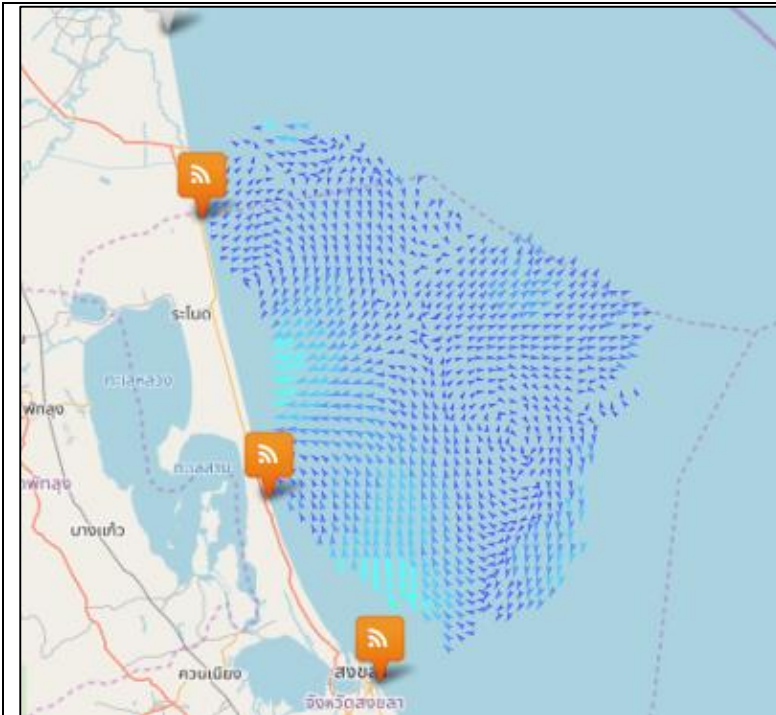 ระโนด
ทะเลหลวง
พัทลุง
ทะเลสาบ
พัทลุง
บางแก้ว
ควนเนียง
สงขลา
จังหวัดสงขลา